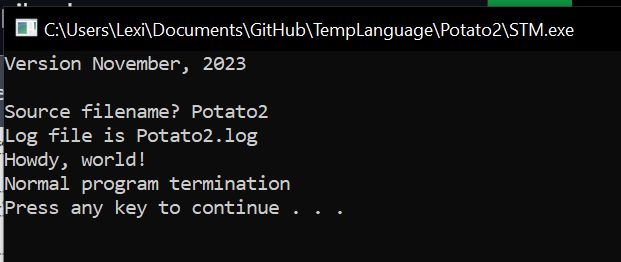 C:\Users\Lexi\Documents\GitHub\TempLanguage\Potato2\STM.exe
Version November, 2023
Source filename? Potato2
Log file is Potato2.log
Howdy, world!
Normal program termination
Press any key to continue . . .